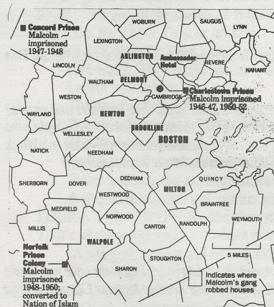 Concord Prison
Malcolm
imprisoned
1947-1948
WOBURN
SAUGUS
LYNN
LEXINGTON
ARLINGTON
Ambassador
Hotel
REVERE
NAHANT
LINCOLN
WALTHAM
BELMONT
CAMBRIDGE
Charlestown Prison
Malcolm imprisoned
1946-47, 1950-52
WESTON
NEWTON
WAYLAND
BROOKLINE
BOSTON
WELLESLEY
NATICK
NEEDHAM
SHERBORN
DOVER
DEDHAM
MILTON
QUINCY
WESTWOOD
BRAINTREE
MEDFIELD
NORWOOD
WEYMOUTH
MILLIS
CANTON
RANDOLPH
WALPOLE
Norfolk
Prison
Colony
Malcolm
imprisoned
1948-1950;
converted to
Nation of Islam
SHARON
STOUGHTON
5 MILES
Indicates where
Malcolm's gang
robbed houses